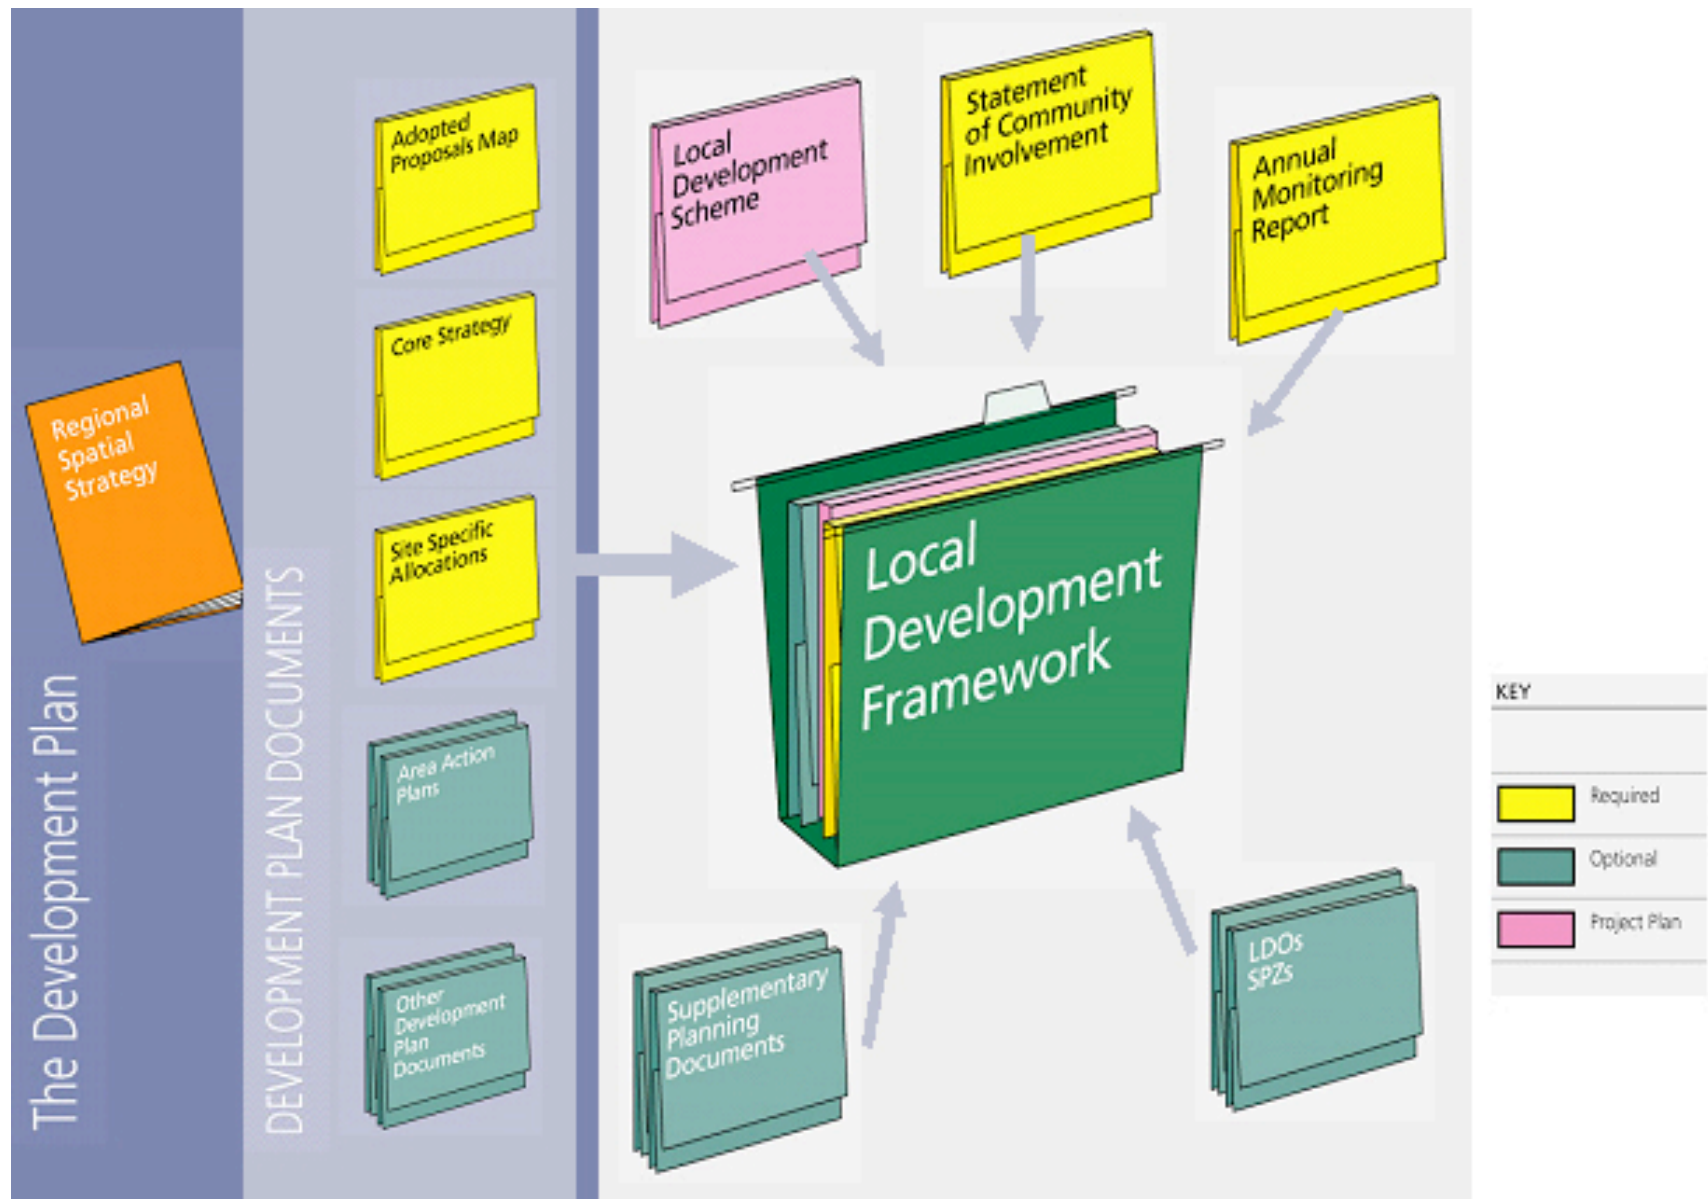 The Development Plan
Regional
Spatial
Strategy
DEVELOPMENT PLAN DOCUMENTS
Adopted
Proposals Map
Core Strategy
Site Specific
Allocations
Area Action
Plans
Other
Development
Plan
Documents
Local
Development
Scheme
Statement
of Community
Involvement
Annual
Monitoring
Report
Local
Development
Framework
Supplementary
Planning
Documents
LDOs
SPZs
KEY
Required
Optional
Project Plan